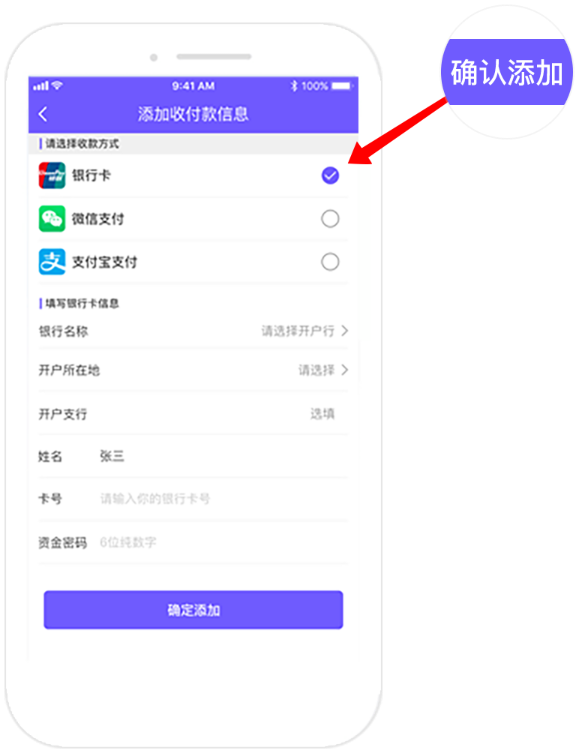 确认添加
9:41 AM
100%
添加收付款信息
请选择收款方式
银行卡
微信支付
支付宝支付
填写银行卡信息
银行名称 请选择开户行
开户所在地 请选择
开户支行 选填
姓名 张三
卡号 请输入你的银行卡号
资金密码 6位纯数字
确定添加